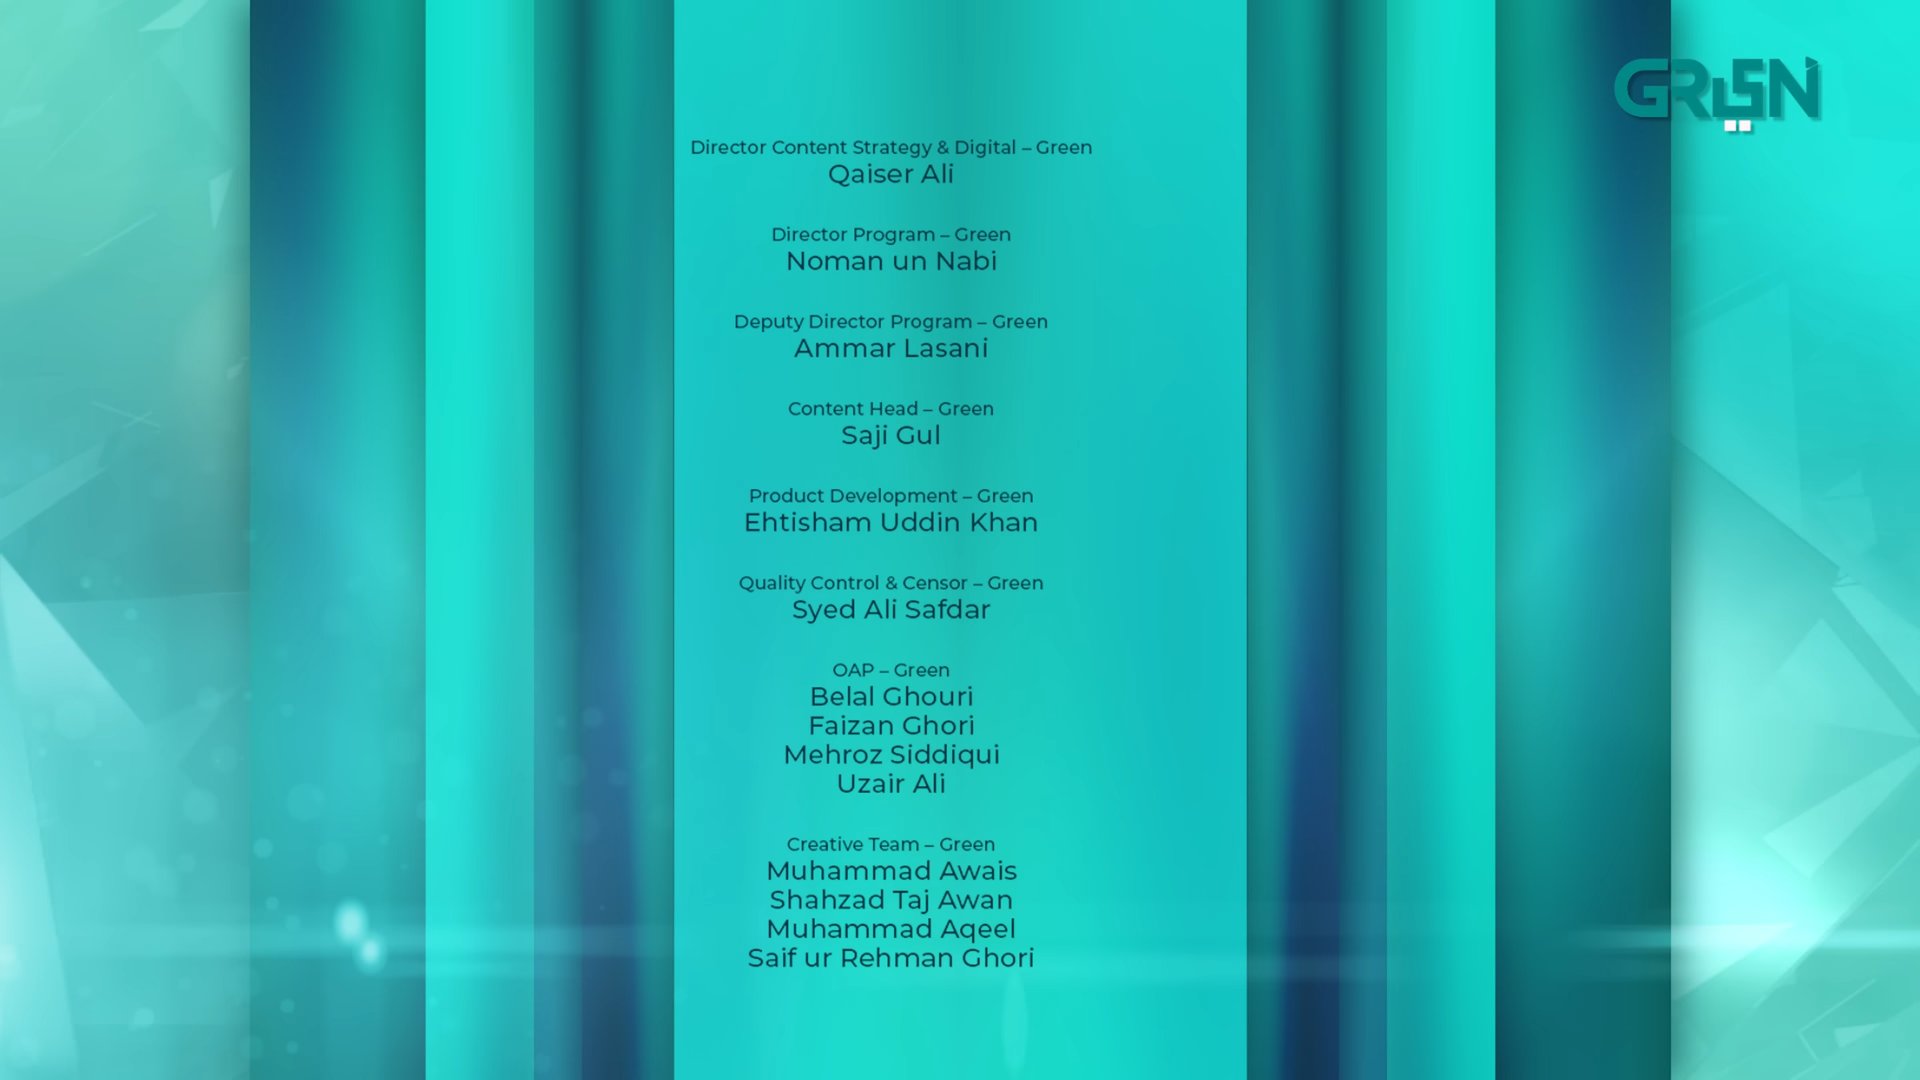 GREEN
Director Content Strategy & Digital – Green
Qaiser Ali
Director Program – Green
Noman un Nabi
Deputy Director Program – Green
Ammar Lasani
Content Head – Green
Saji Gul
Product Development – Green
Ehtisham Uddin Khan
Quality Control & Censor – Green
Syed Ali Safdar
OAP – Green
Belal Ghouri
Faizan Ghori
Mehroz Siddiqui
Uzair Ali
Creative Team – Green
Muhammad Awais
Shahzad Taj Awan
Muhammad Aqeel
Saif ur Rehman Ghori